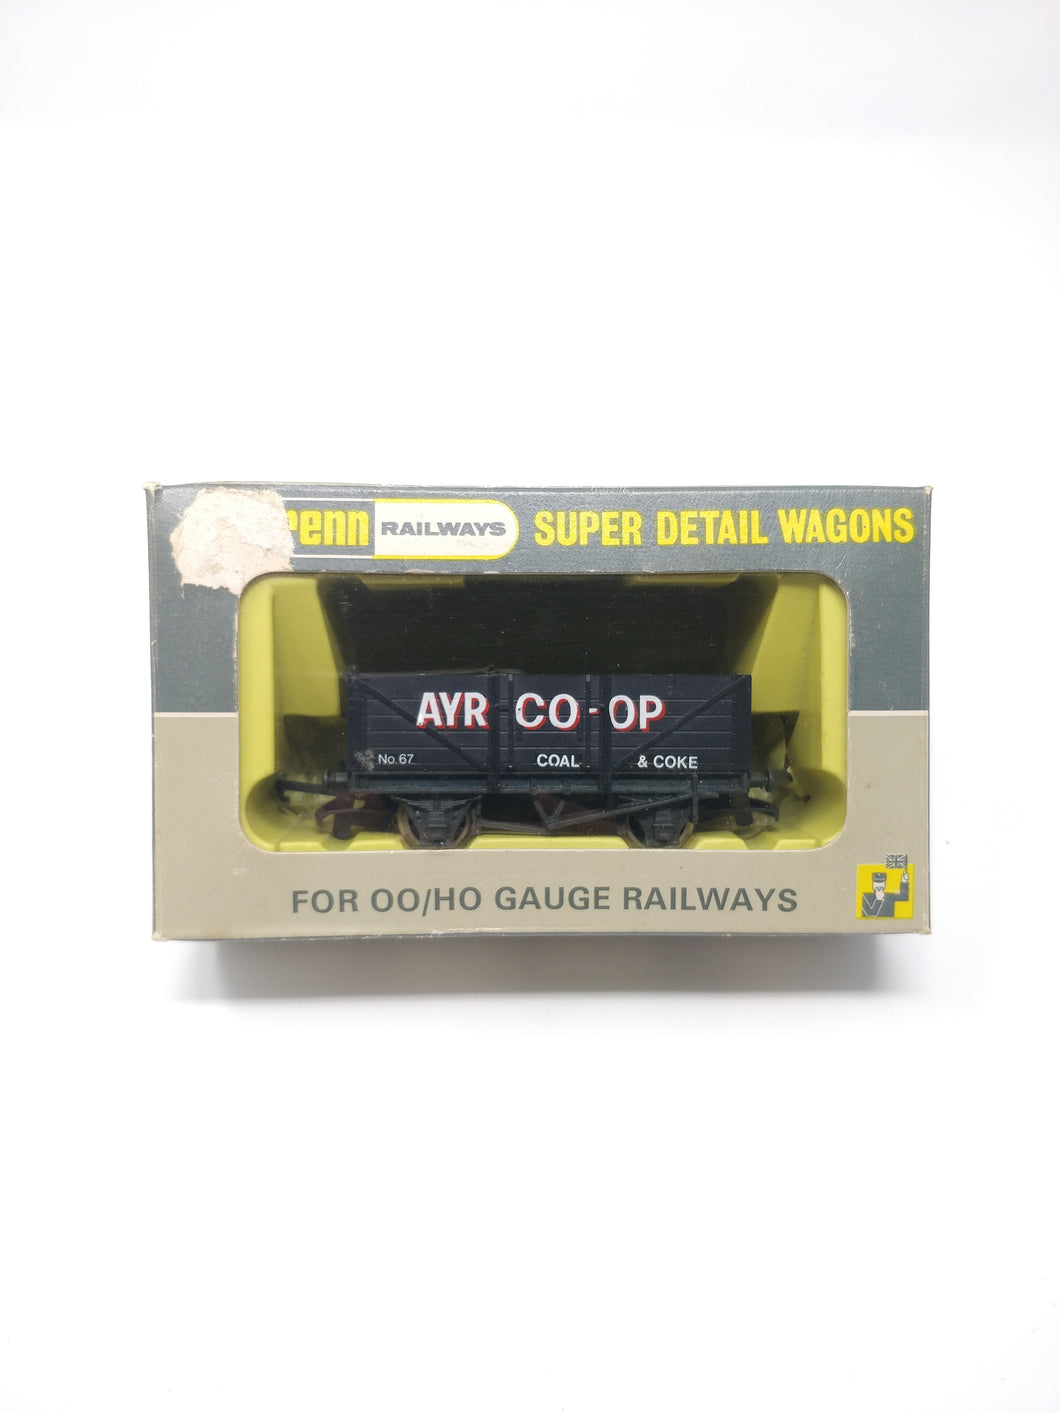 renn RAILWAYS SUPER DETAIL WAGONS
AYR CO-OP
No. 67 COAL & COKE
FOR OO/HO GAUGE RAILWAYS